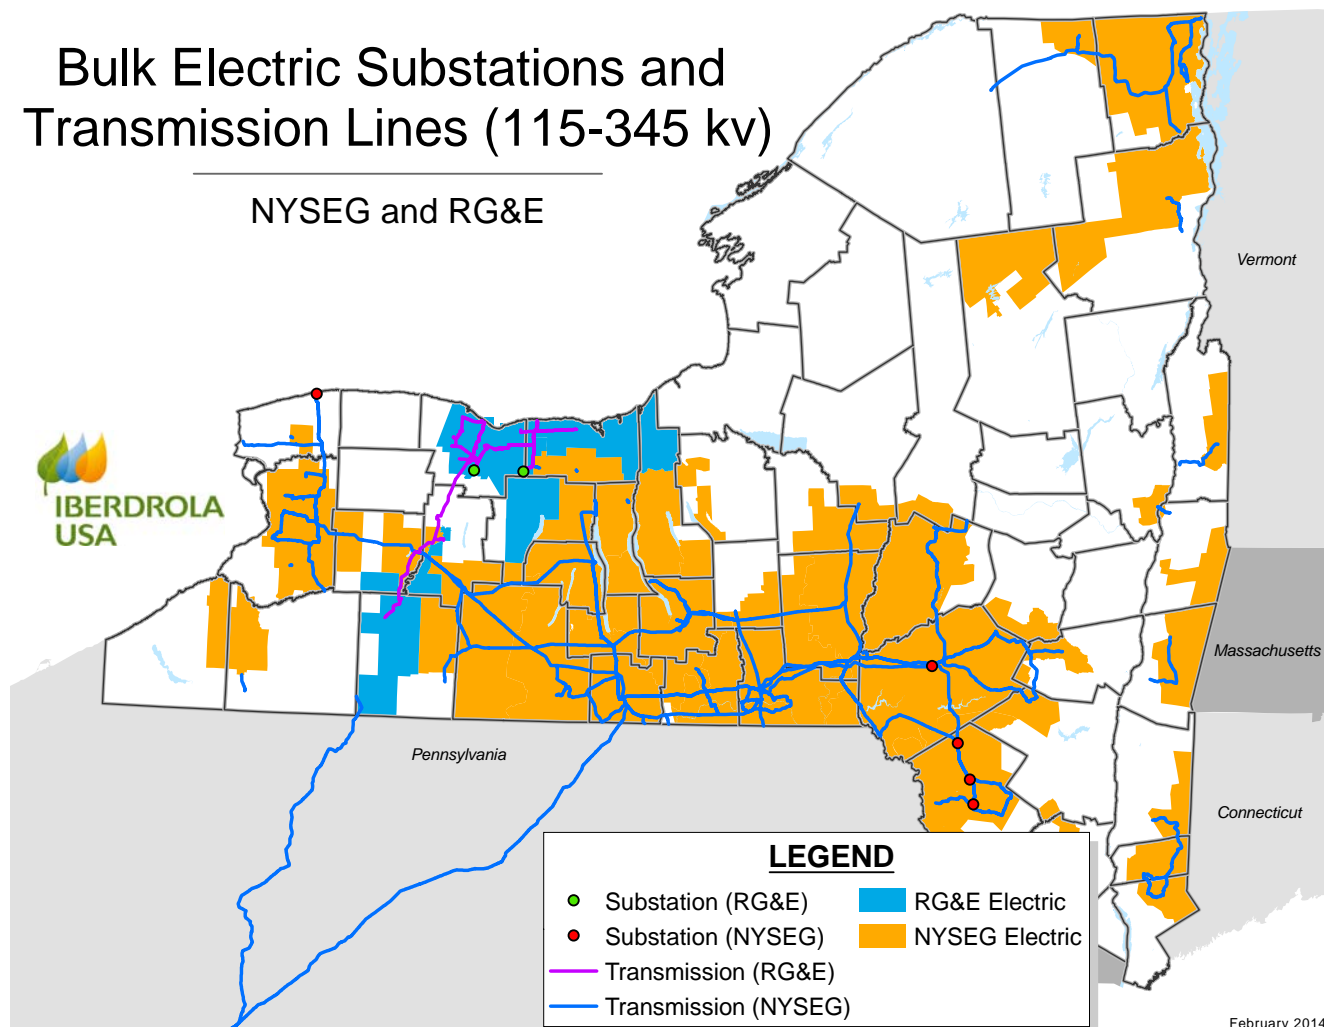 Bulk Electric Substations and
Transmission Lines (115-345 kv)
NYSEG and RG&E
Vermont
IBERDROLA
USA
Massachusetts
Pennsylvania
Connecticut
LEGEND
Substation (RG&E)
RG&E Electric
Substation (NYSEG)
NYSEG Electric
Transmission (RG&E)
Transmission (NYSEG)
February 2014